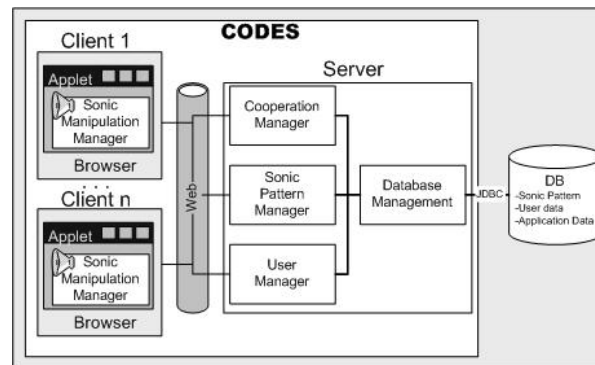 CODES
Client 1
Applet
Sonic
Manipulation
Manager
Browser
. . .
Client n
Applet
Sonic
Manipulation
Manager
Browser
Web
Server
Cooperation
Manager
Sonic
Pattern
Manager
User
Manager
Database
Management
JDBC
DB
-Sonic Pattern
-User data
-Application Data